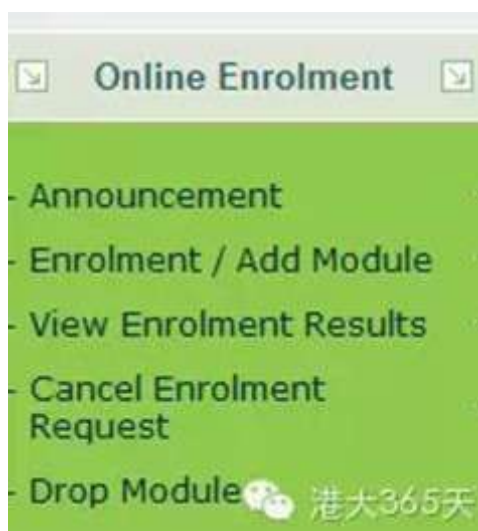 Online Enrolment
- Announcement
- Enrolment / Add Module
- View Enrolment Results
- Cancel Enrolment
Request
- Drop Module
港大365天